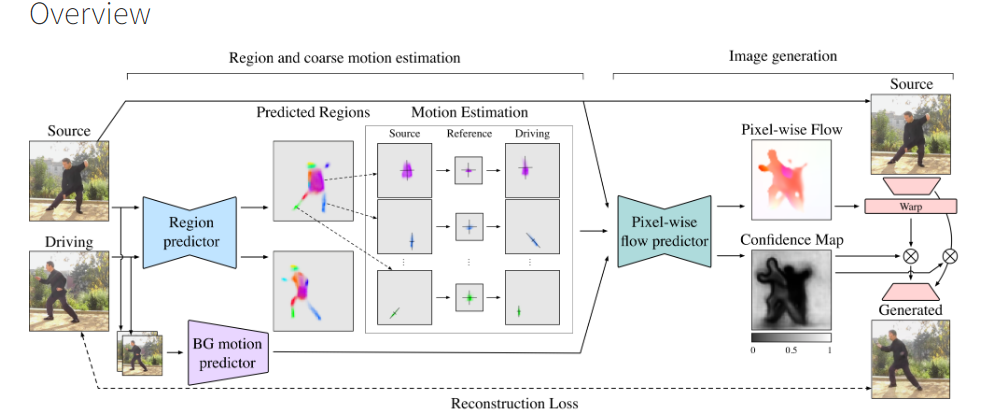 Overview
Region and coarse motion estimation
Image generation
Source
Predicted Regions
Motion Estimation
Source
Reference
Driving
Source
Pixel-wise Flow
Region
predictor
Driving
Pixel-wise
flow predictor
Warp
Confidence Map
⋮
⋮
⋮
BG motion
predictor
0
0.5
1
Generated
Reconstruction Loss